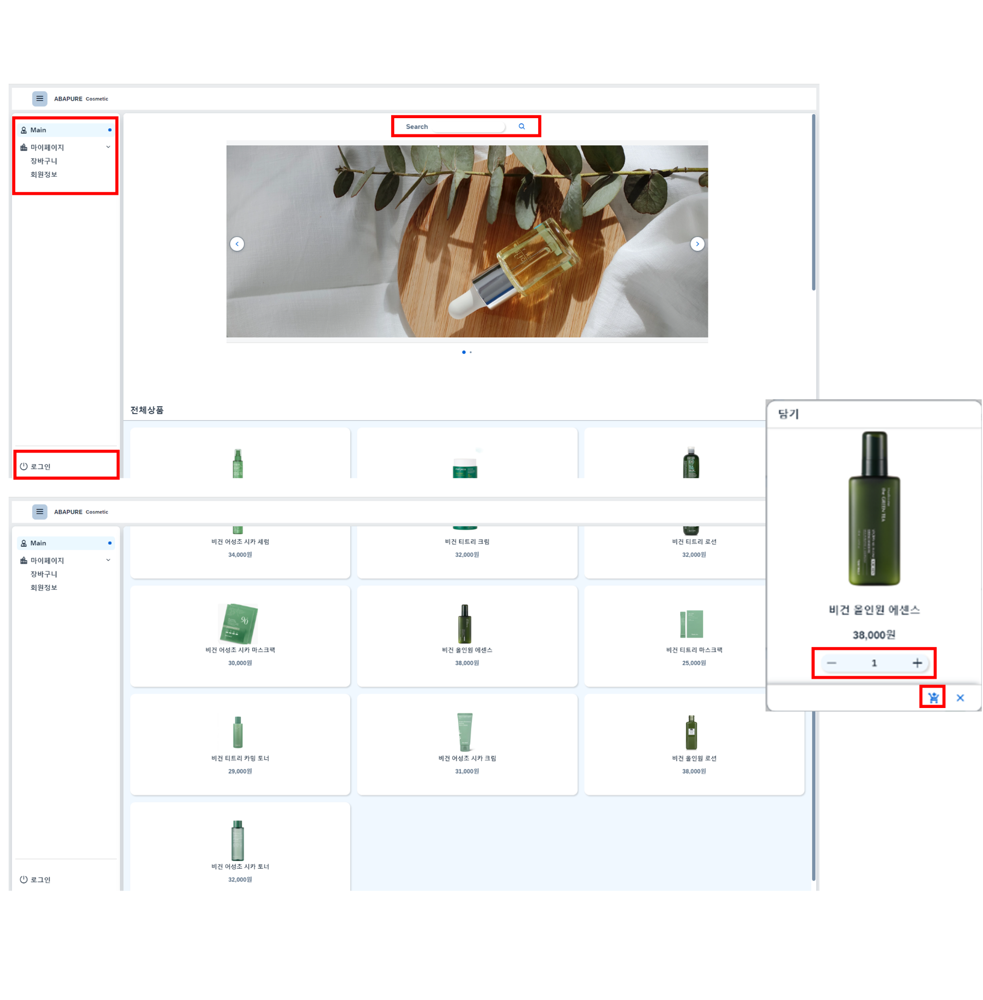 ABAPURE Cosmetic
Main
마이페이지
장바구니
회원정보
로그인
Search
전체상품
ABAPURE Cosmetic
Main
마이페이지
장바구니
회원정보
로그인
비건 어성초 시카 세럼
34,000원
비건 티트리 크림
32,000원
비건 티트리 로션
32,000원
비건 어성초 시카 마스크팩
30,000원
비건 올인원 에센스
38,000원
비건 티트리 마스크팩
25,000원
비건 티트리 카밍 토너
29,000원
비건 어성초 시카 크림
31,000원
비건 올인원 로션
38,000원
비건 어성초 시카 토너
32,000원
담기
the GREEN TEA
비건 올인원 에센스
38,000원
1